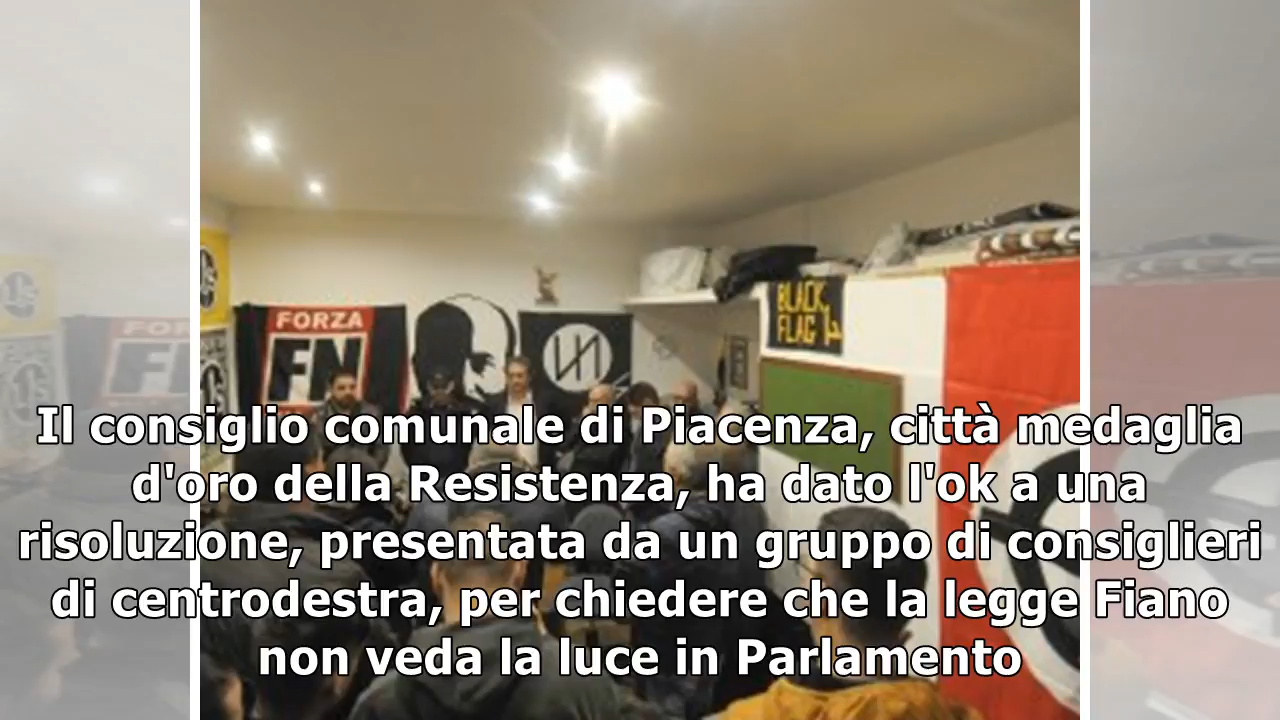 FORZA
FN
BLACK
FLAG
Il consiglio comunale di Piacenza, città medaglia
d'oro della Resistenza, ha dato l'ok a una
risoluzione, presentata da un gruppo di consiglieri
di centrodestra, per chiedere che la legge Fiano
non veda la luce in Parlamento